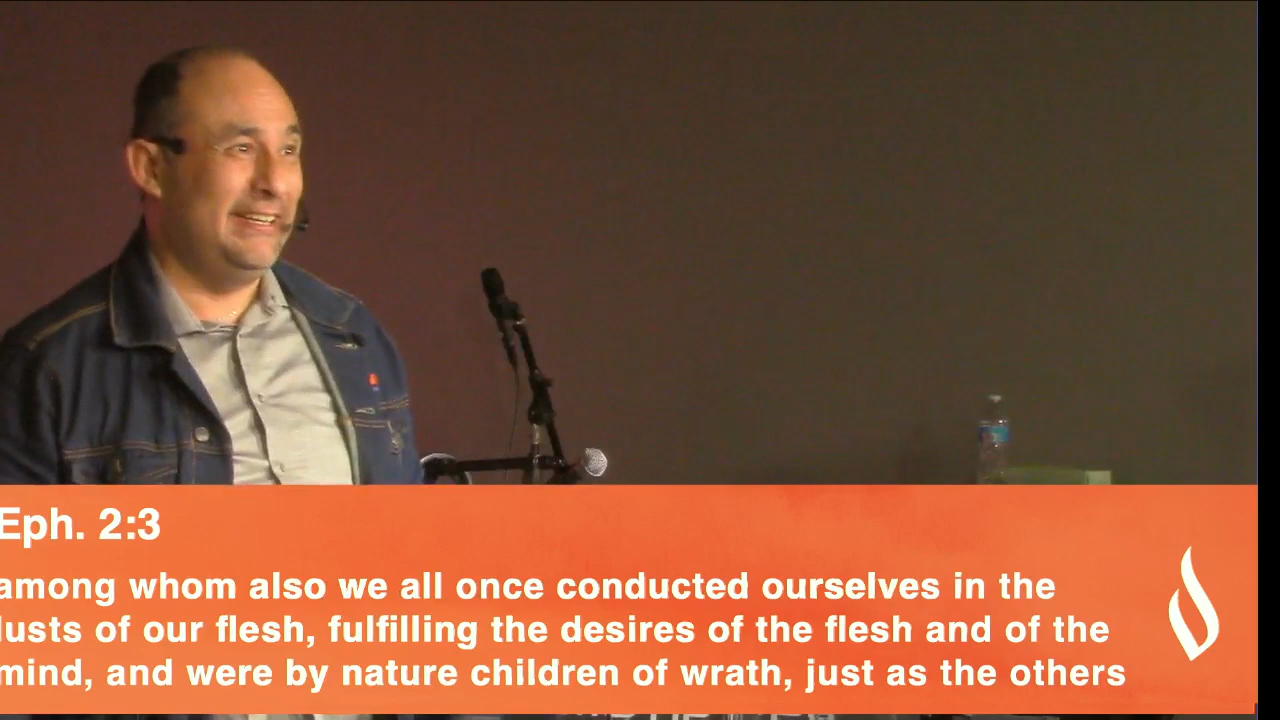 Eph. 2:3
among whom also we all once conducted ourselves in the
lusts of our flesh, fulfilling the desires of the flesh and of the
mind, and were by nature children of wrath, just as the others